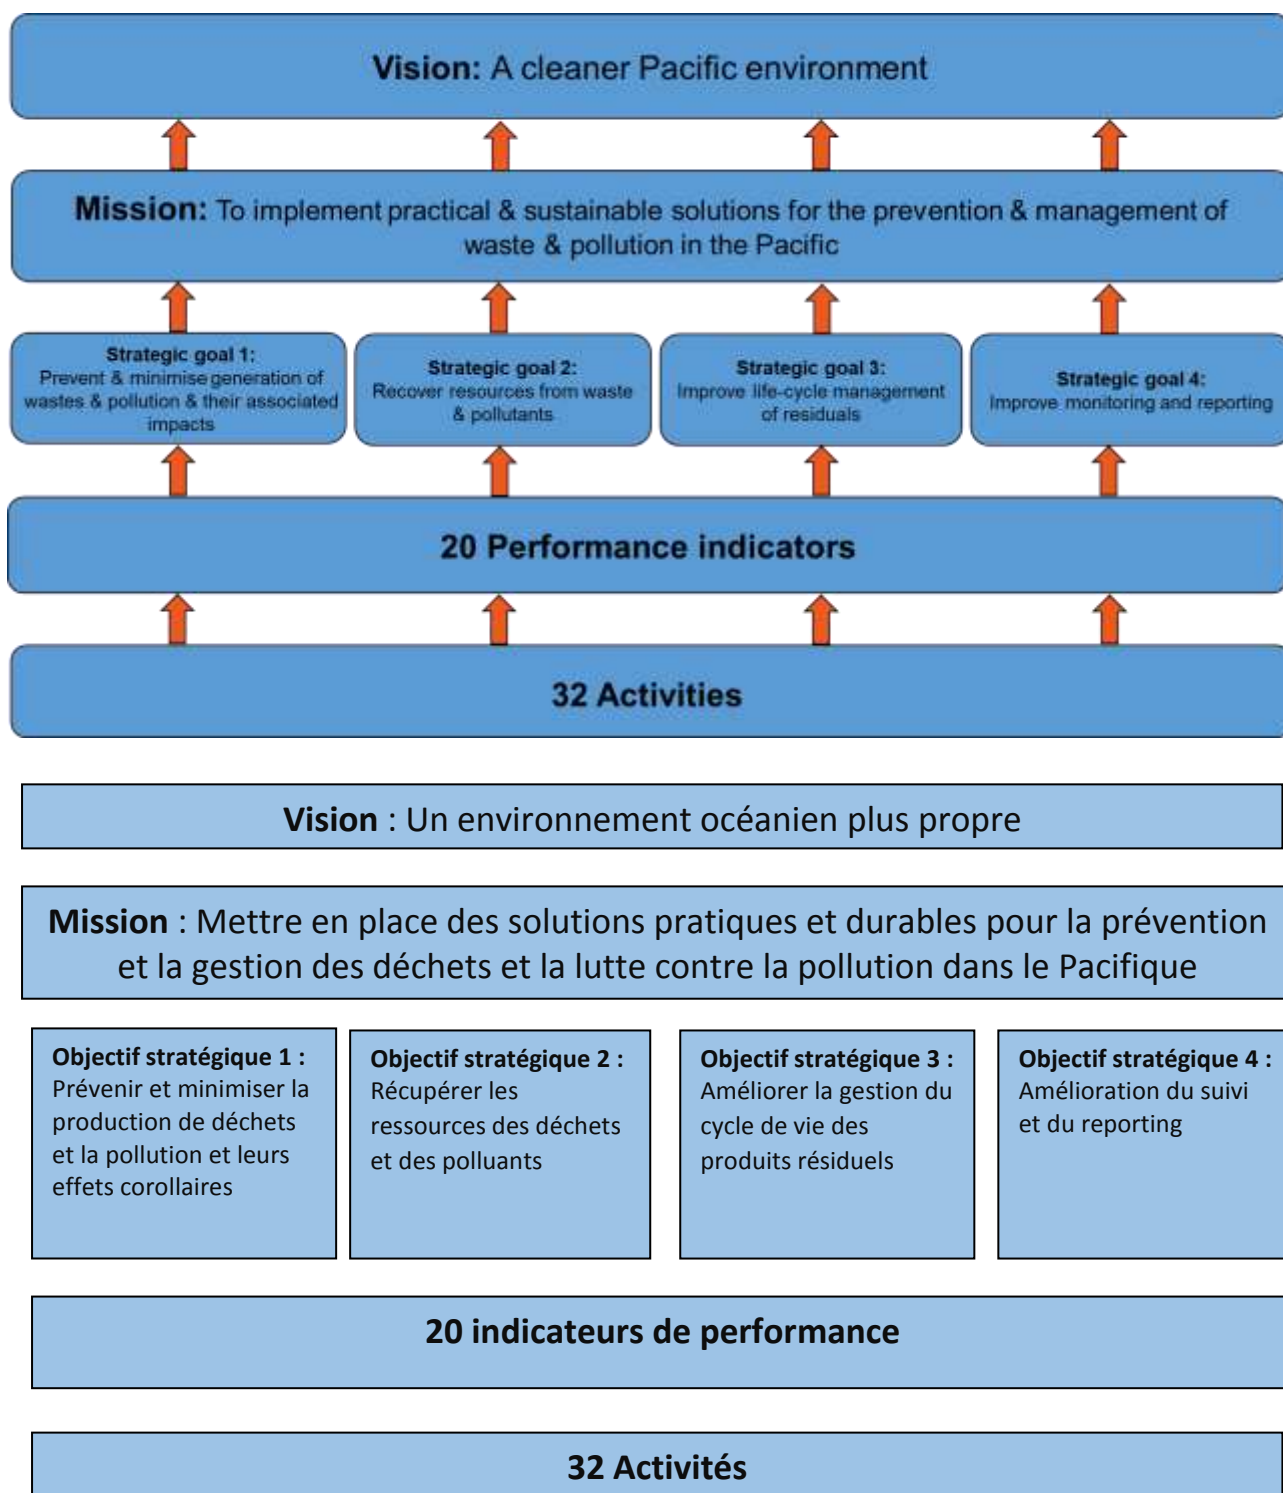 Vision: A cleaner Pacific environment
Mission: To implement practical & sustainable solutions for the prevention & management of
waste & pollution in the Pacific
Strategic goal 1:
Prevent & minimise generation of
wastes & pollution & their associated
impacts
Strategic goal 2:
Recover resources from waste
& pollutants
Strategic goal 3:
Improve life-cycle management
of residuals
Strategic goal 4:
Improve monitoring and reporting
20 Performance indicators
32 Activities
Vision : Un environnement océanien plus propre
Mission : Mettre en place des solutions pratiques et durables pour la prévention
et la gestion des déchets et la lutte contre la pollution dans le Pacifique
Objectif stratégique 1 :
Prévenir et minimiser la
production de déchets
et la pollution et leurs
effets corollaires
Objectif stratégique 2 :
Récupérer les
ressources des déchets
et des polluants
Objectif stratégique 3 :
Améliorer la gestion du
cycle de vie des
produits résiduels
Objectif stratégique 4 :
Amélioration du suivi
et du reporting
20 indicateurs de performance
32 Activités